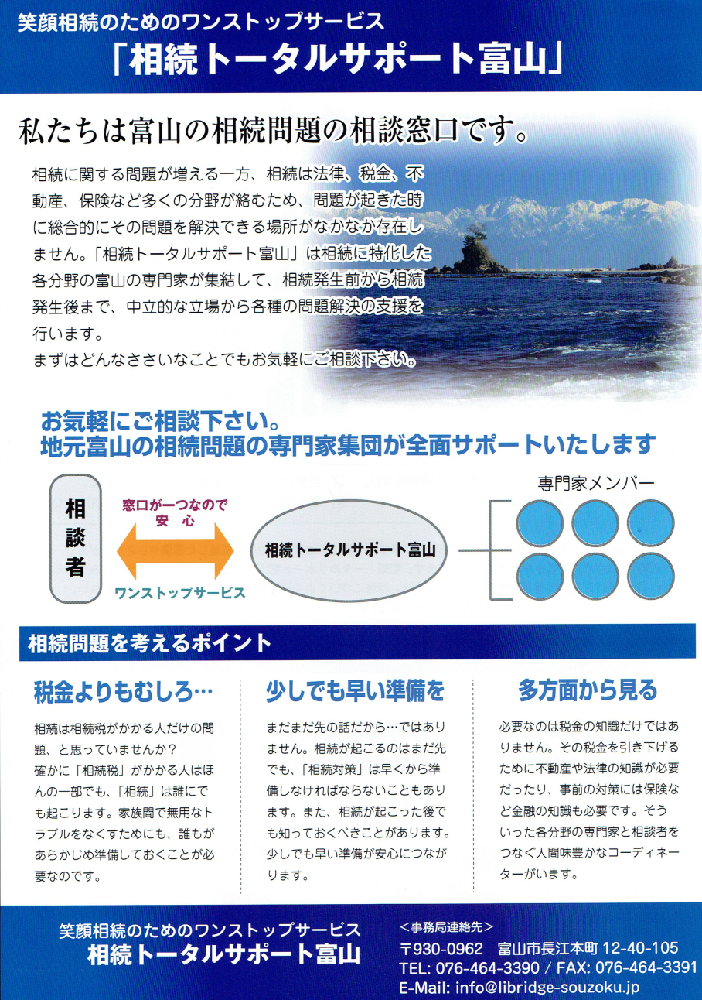 笑顔相続のためのワンストップサービス
「相続トータルサポート富山」
私たちは富山の相続問題の相談窓口です。
相続に関する問題が増える一方、相続は法律、税金、不
動産、保険など多くの分野が絡むため、問題が起きた時
に総合的にその問題を解決できる場所がなかなか存在し
ません。「相続トータルサポート富山」は相続に特化した
各分野の富山の専門家が集結して、相続発生前から相続
発生後まで、中立的な立場から各種の問題解決の支援を
行います。
まずはどんなささいなことでもお気軽にご相談下さい。
お気軽にご相談下さい。
地元富山の相続問題の専門家集団が全面サポートいたします
相談者
窓口が一つなので
安 心
ワンストップサービス
相続トータルサポート富山
専門家メンバー
相続問題を考えるポイント
税金よりもむしろ…
相続は相続税がかかる人だけの問
題、と思っていませんか?
確かに「相続税」がかかる人はほ
んの一部でも、「相続」は誰にで
も起こります。家族間で無用なト
ラブルをなくすためにも、誰もが
あらかじめ準備しておくことが必
要なのです。
少しでも早い準備を
まだまだ先の話だから…ではあり
ません。相続が起こるのはまだ先
でも、「相続対策」は早くから準
備しなければならないこともあり
ます。また、相続が起こった後で
も知っておくべきことがあります。
少しでも早い準備が安心につなが
ります。
多方面から見る
必要なのは税金の知識だけではあ
りません。その税金を引き下げる
ために不動産や法律の知識が必要
だったり、事前の対策には保険な
ど金融の知識も必要です。そう
いった各分野の専門家と相談者を
つなぐ人間味豊かなコーディネー
ターがいます。
笑顔相続のためのワンストップサービス
相続トータルサポート富山
<事務局連絡先>
〒930-0962 富山市長江本町 12-40-105
TEL: 076-464-3390 / FAX: 076-464-3391
E-Mail: info@libridge-souzoku.jp